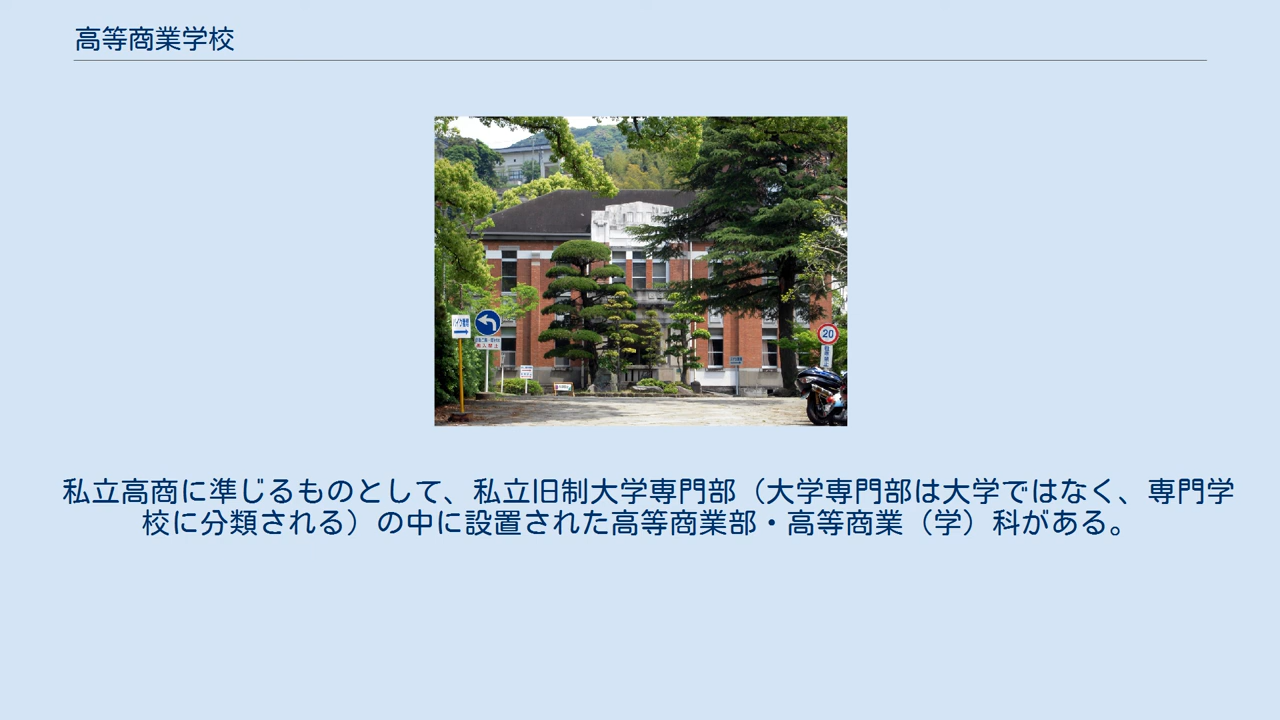 高等商業学校
20
私立高商に準じるものとして、私立旧制大学専門部（大学専門部は大学ではなく、専門学
校に分類される）の中に設置された高等商業部・高等商業（学）科がある。